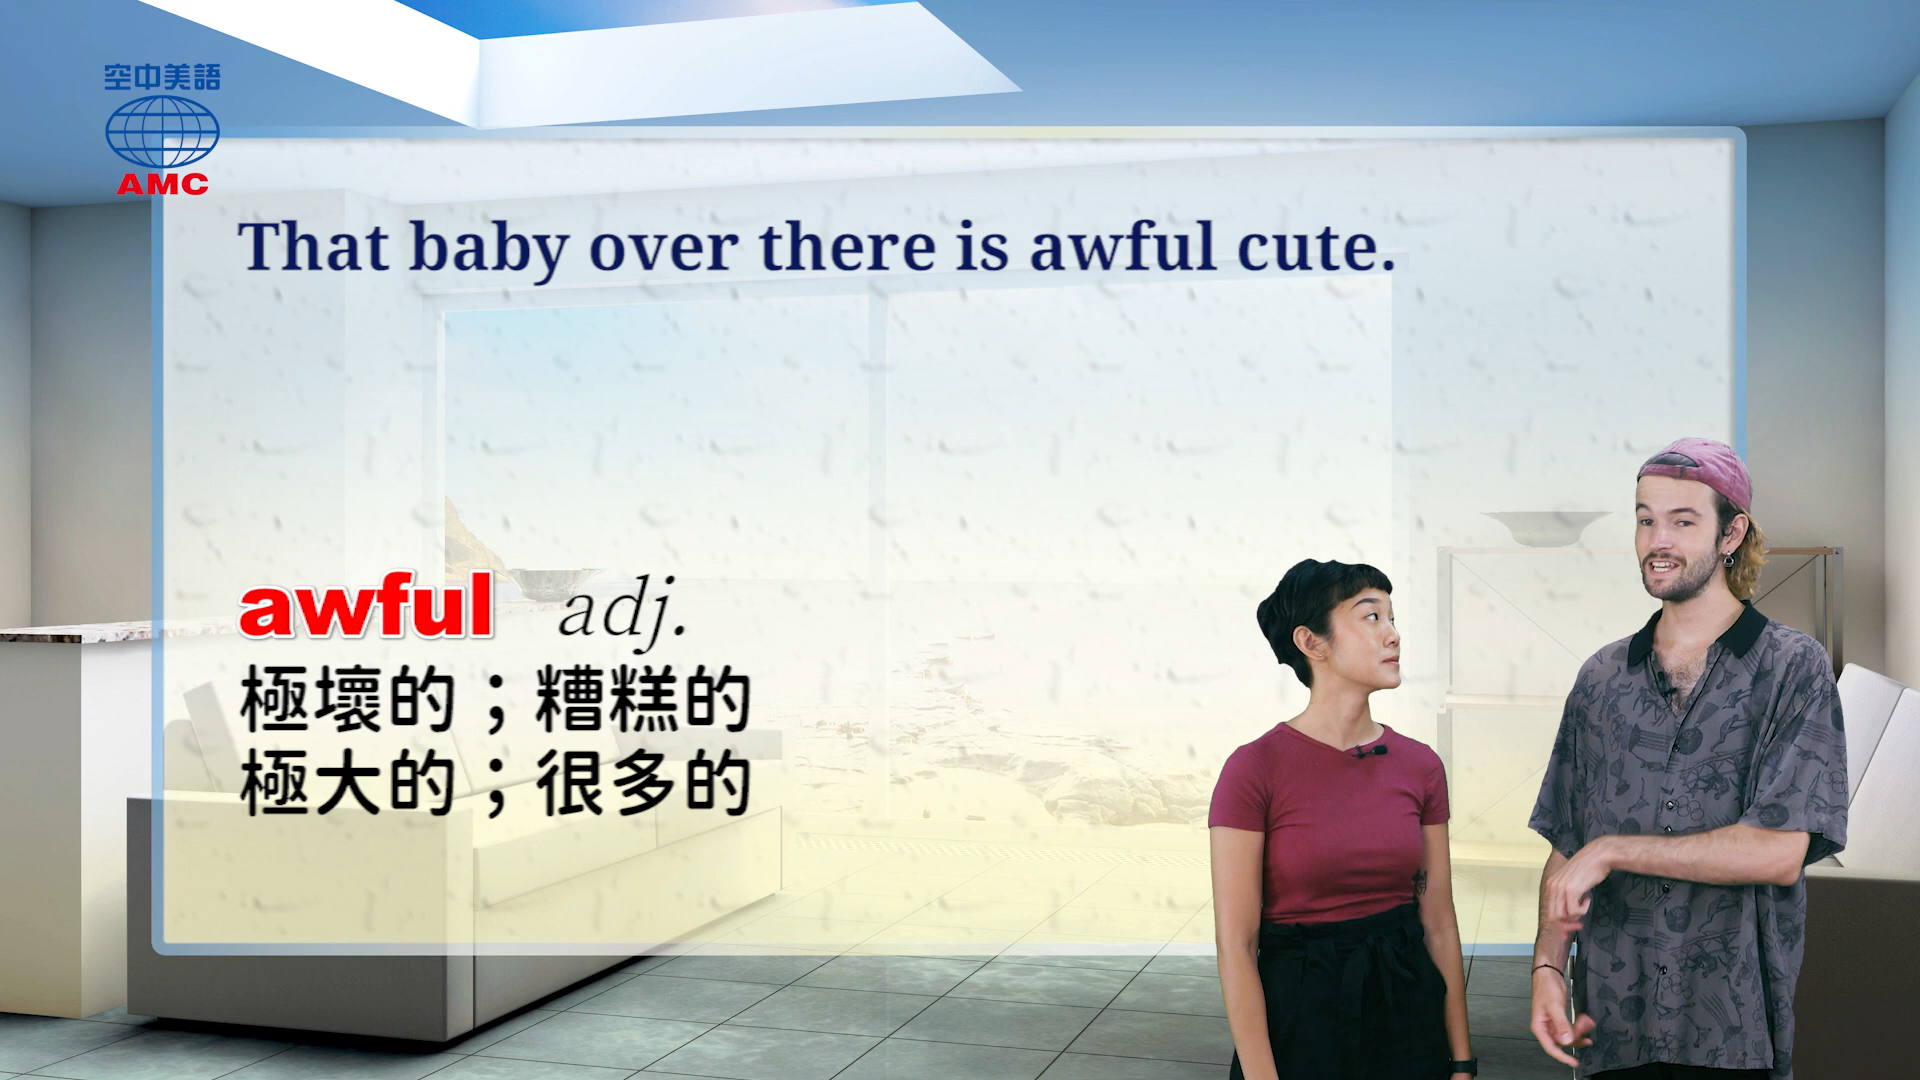 空中美語
AMC
That baby over there is awful cute.
awful adj.
極壞的；糟糕的
極大的；很多的